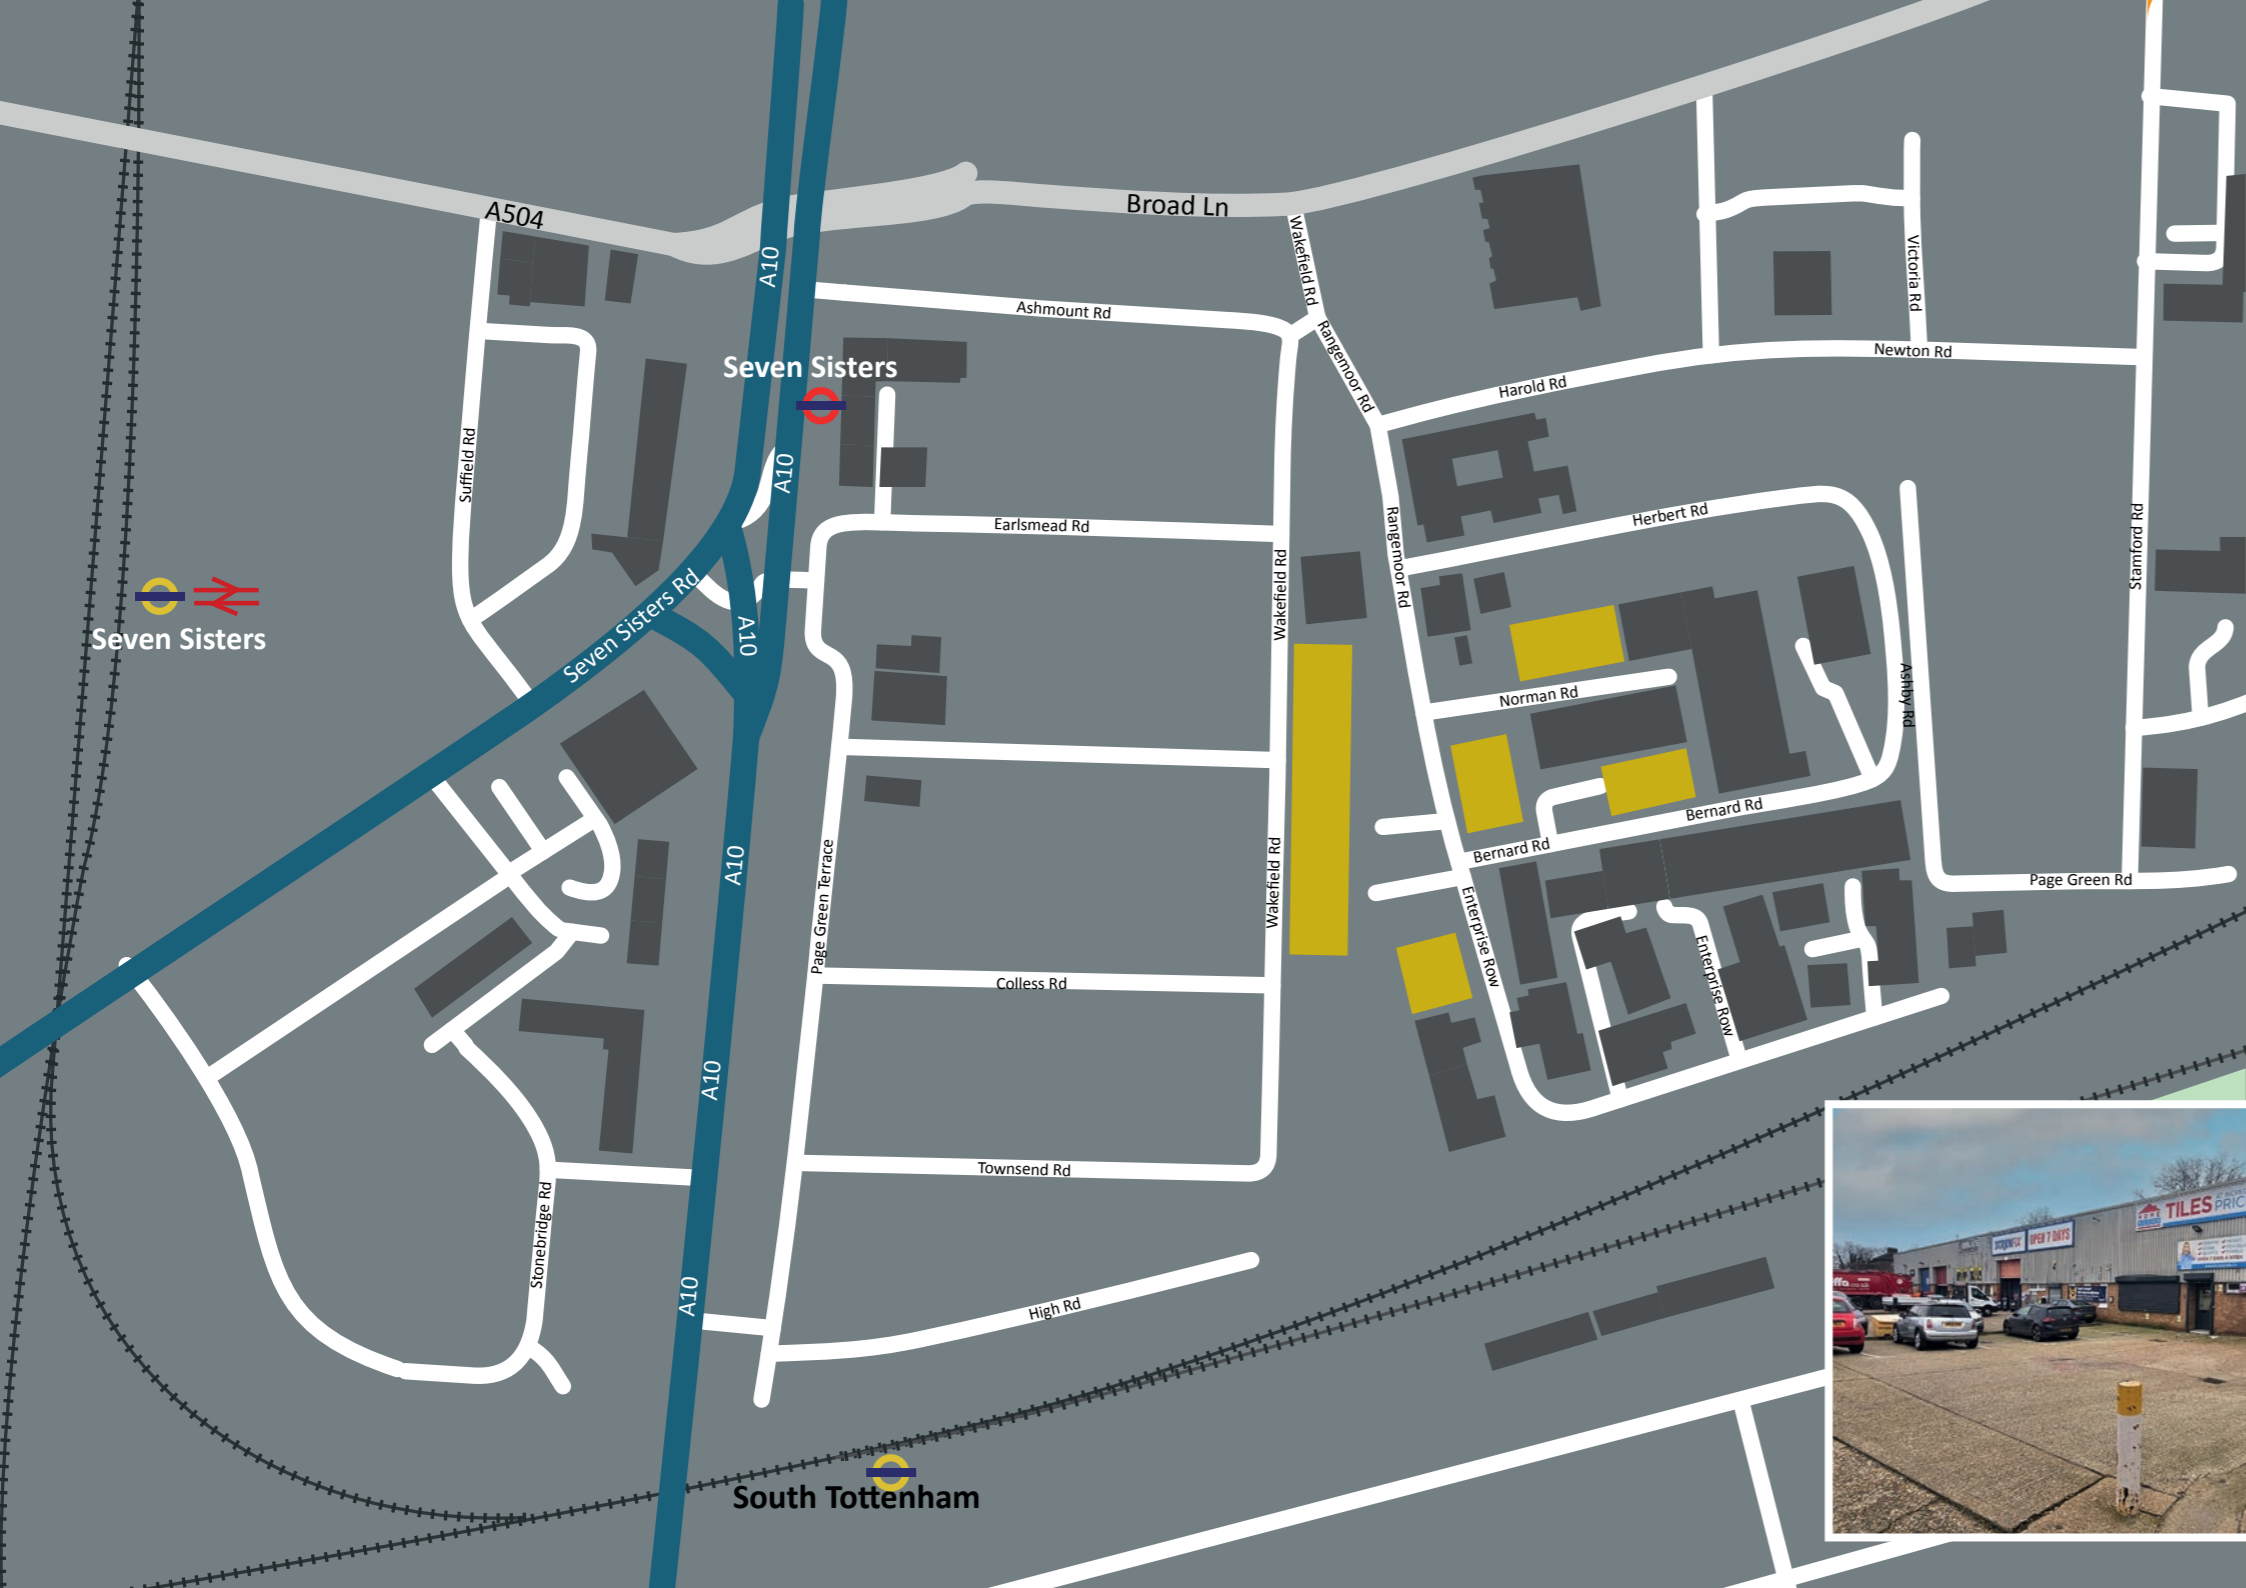 A504
Broad Ln
A10
Wakefield Rd
Ashmount Rd
Rangemoor Rd
Victoria Rd
Newton Rd
Harold Rd
Seven Sisters
Suffield Rd
A10
Earlsmead Rd
Herbert Rd
Rangemoor Rd
Stamford Rd
Wakefield Rd
Seven Sisters
Seven Sisters Rd
A10
Norman Rd
Ashby Rd
Bernard Rd
Bernard Rd
A10
Page Green Terrace
Wakefield Rd
Page Green Rd
Enterprise Row
Enterprise Row
Colless Rd
A10
Townsend Rd
Stonebridge Rd
A10
High Rd
TILES
OPEN 7 DAYS
South Tottenham